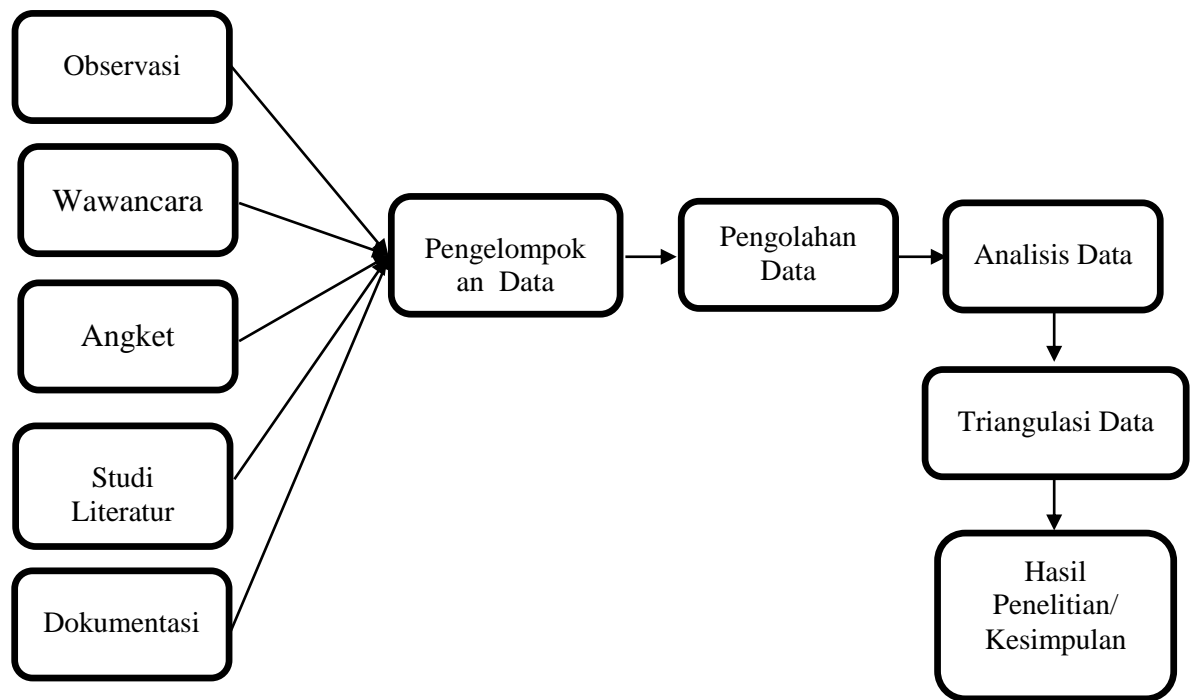 Observasi
Wawancara
Angket
Studi
Literatur
Dokumentasi
Pengelompok
an Data
Pengolahan
Data
Analisis Data
Triangulasi Data
Hasil
Penelitian/
Kesimpulan